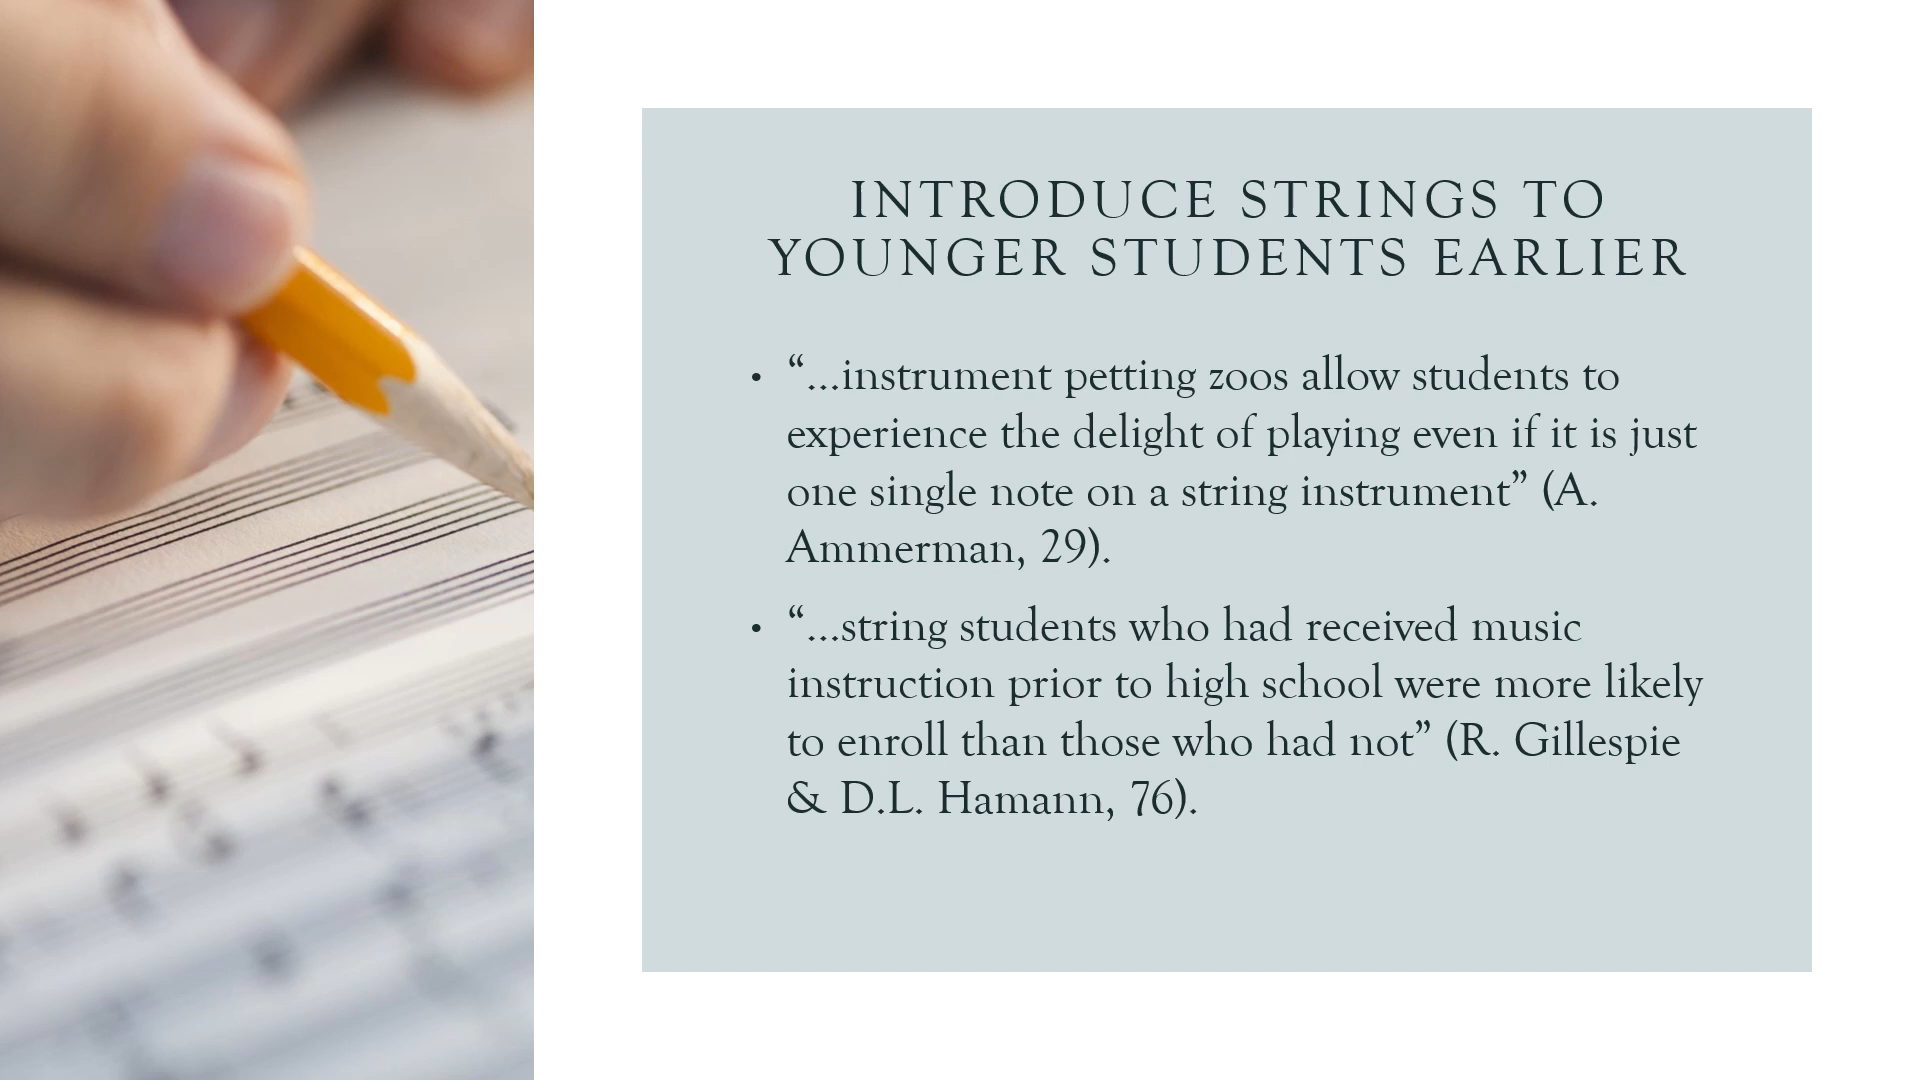 INTRODUCE STRINGS TO
YOUNGER STUDENTS EARLIER
• “…instrument petting zoos allow students to
experience the delight of playing even if it is just
one single note on a string instrument” (A.
Ammerman, 29).
• “…string students who had received music
instruction prior to high school were more likely
to enroll than those who had not” (R. Gillespie
& D.L. Hamann, 76).